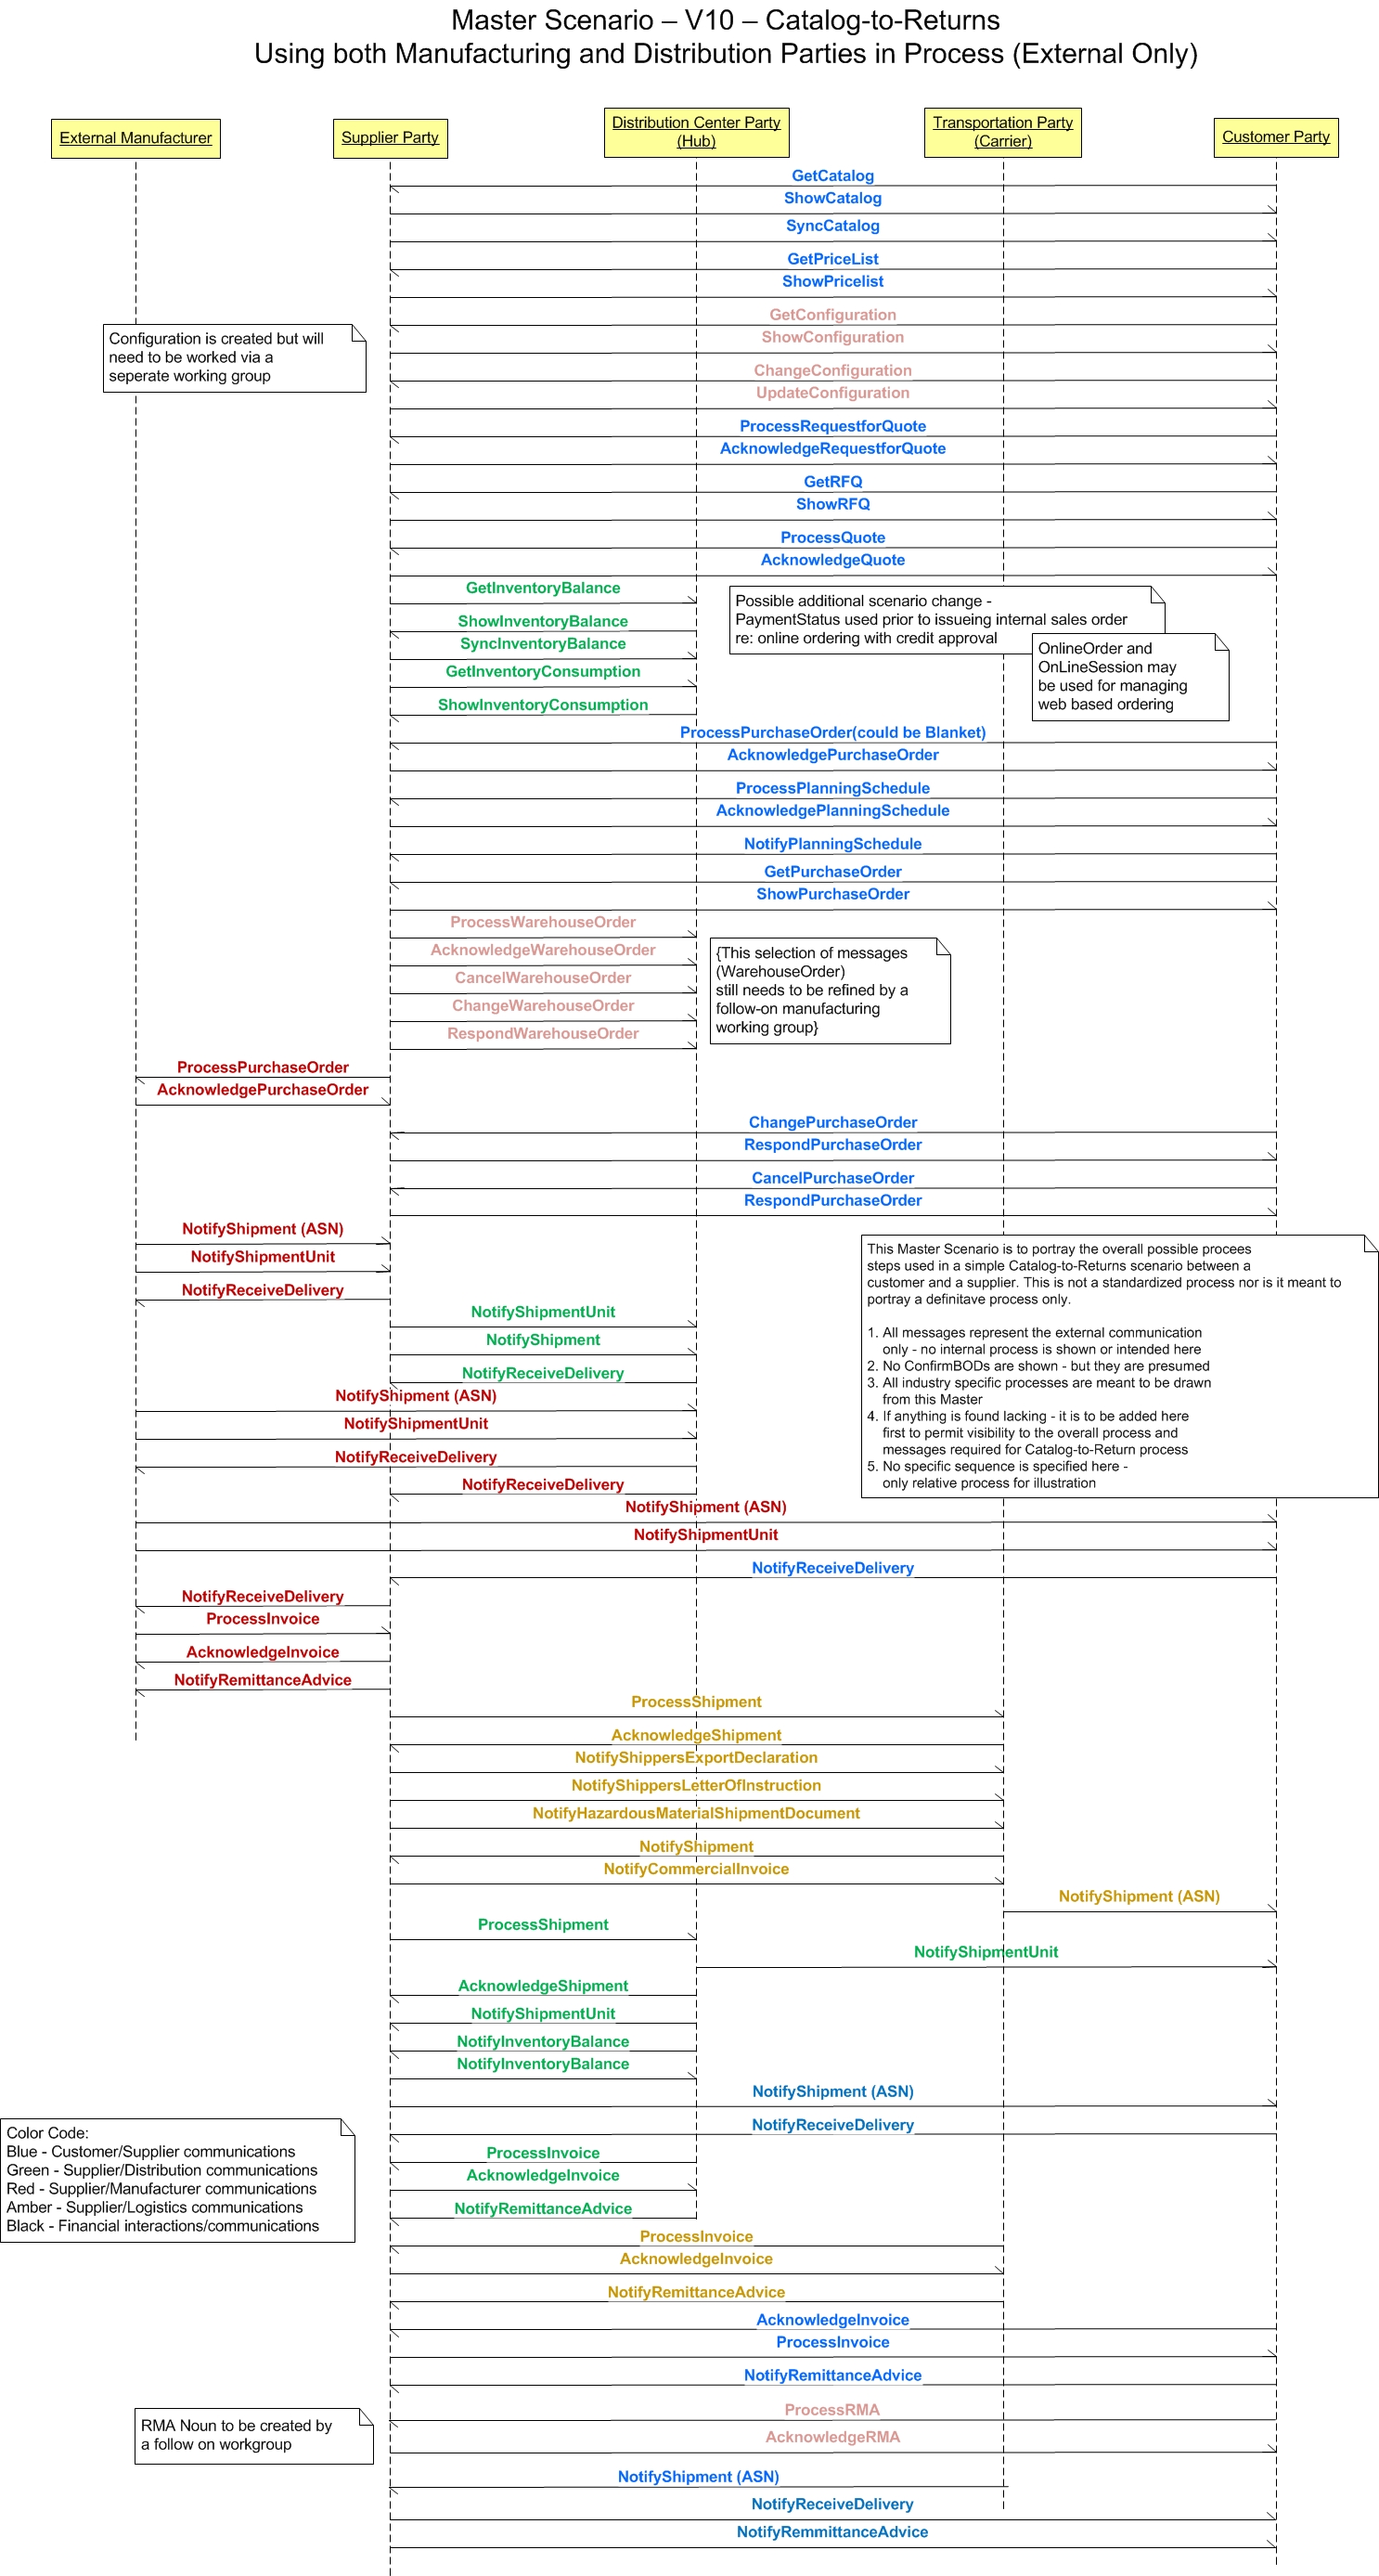 Master Scenario – V10 – Catalog-to-Returns
Using both Manufacturing and Distribution Parties in Process (External Only)
External Manufacturer
Supplier Party
Distribution Center Party
(Hub)
Transportation Party
(Carrier)
Customer Party
GetCatalog
ShowCatalog
SyncCatalog
GetPriceList
ShowPricelist
GetConfiguration
ShowConfiguration
Configuration is created but will
need to be worked via a
seperate working group
ChangeConfiguration
UpdateConfiguration
ProcessRequestforQuote
AcknowledgeRequestforQuote
GetRFQ
ShowRFQ
ProcessQuote
AcknowledgeQuote
GetInventoryBalance
ShowInventoryBalance
SyncInventoryBalance
GetInventoryConsumption
ShowInventoryConsumption
Possible additional scenario change -
PaymentStatus used prior to issueing internal sales order
re: online ordering with credit approval
OnlineOrder and
OnLineSession may
be used for managing
web based ordering
ProcessPurchaseOrder(could be Blanket)
AcknowledgePurchaseOrder
ProcessPlanningSchedule
AcknowledgePlanningSchedule
NotifyPlanningSchedule
GetPurchaseOrder
ShowPurchaseOrder
ProcessWarehouseOrder
AcknowledgeWarehouseOrder
CancelWarehouseOrder
ChangeWarehouseOrder
RespondWarehouseOrder
{This selection of messages
(WarehouseOrder)
still needs to be refined by a
follow-on manufacturing
working group}
ProcessPurchaseOrder
AcknowledgePurchaseOrder
ChangePurchaseOrder
RespondPurchaseOrder
CancelPurchaseOrder
RespondPurchaseOrder
NotifyShipment (ASN)
NotifyShipmentUnit
NotifyReceiveDelivery
NotifyShipmentUnit
NotifyShipment
NotifyReceiveDelivery
NotifyShipment (ASN)
NotifyShipmentUnit
NotifyReceiveDelivery
NotifyReceiveDelivery
This Master Scenario is to portray the overall possible procees
steps used in a simple Catalog-to-Returns scenario between a
customer and a supplier. This is not a standardized process nor is it meant to
portray a definitave process only.
1. All messages represent the external communication
only - no internal process is shown or intended here
2. No ConfirmBODs are shown - but they are presumed
3. All industry specific processes are meant to be drawn
from this Master
4. If anything is found lacking - it is to be added here
first to permit visibility to the overall process and
messages required for Catalog-to-Return process
5. No specific sequence is specified here -
only relative process for illustration
NotifyShipment (ASN)
NotifyShipmentUnit
NotifyReceiveDelivery
NotifyReceiveDelivery
ProcessInvoice
AcknowledgeInvoice
NotifyRemittanceAdvice
ProcessShipment
AcknowledgeShipment
NotifyShippersExportDeclaration
NotifyShippersLetterOfInstruction
NotifyHazardousMaterialShipmentDocument
NotifyShipment
NotifyCommercialInvoice
NotifyShipment (ASN)
ProcessShipment
NotifyShipmentUnit
AcknowledgeShipment
NotifyShipmentUnit
NotifyInventoryBalance
NotifyInventoryBalance
NotifyShipment (ASN)
NotifyReceiveDelivery
Color Code:
Blue - Customer/Supplier communications
Green - Supplier/Distribution communications
Red - Supplier/Manufacturer communications
Amber - Supplier/Logistics communications
Black - Financial interactions/communications
ProcessInvoice
AcknowledgeInvoice
NotifyRemittanceAdvice
ProcessInvoice
AcknowledgeInvoice
NotifyRemittanceAdvice
AcknowledgeInvoice
ProcessInvoice
NotifyRemittanceAdvice
ProcessRMA
RMA Noun to be created by
a follow on workgroup
AcknowledgeRMA
NotifyShipment (ASN)
NotifyReceiveDelivery
NotifyRemmittanceAdvice